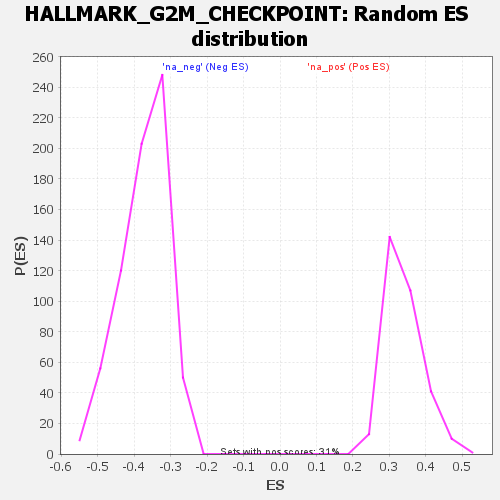 HALLMARK_G2M_CHECKPOINT: Random ES
distribution
'na_neg' (Neg ES)
'na_pos' (Pos ES)
P(ES)
260
240
220
200
180
160
140
120
100
80
60
40
20
0
Sets with pos scores: 31%
-0.6 -0.5 -0.4 -0.3 -0.2 -0.1 0.0 0.1 0.2 0.3 0.4 0.5
ES